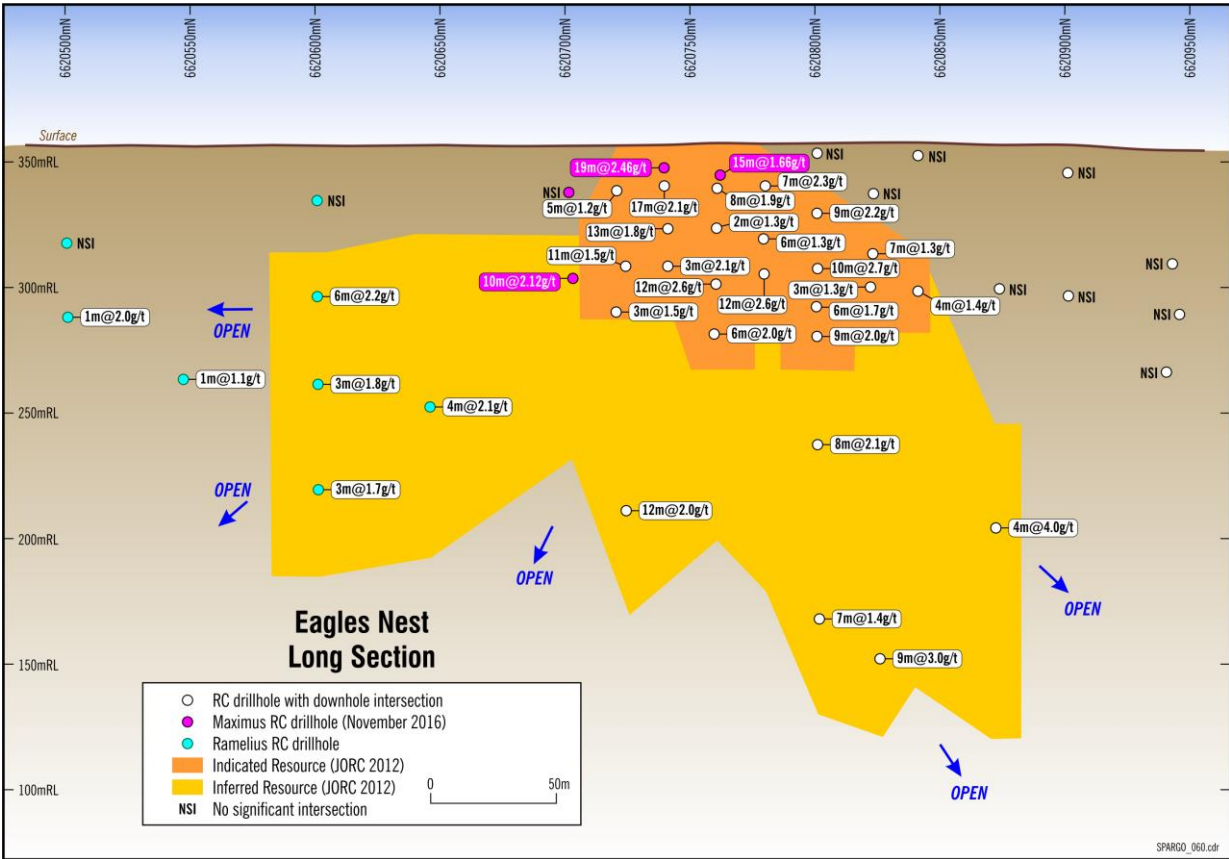 6620500mN
6620550mN
6620600mN
6620650mN
6620700mN
6620750mN
6620800mN
6620850mN
6620900mN
6620950mN
Surface
350mRL
300mRL
250mRL
200mRL
150mRL
100mRL
19m@2.46g/t
15m@1.66g/t
NSI
NSI
NSI
NSI
NSI
5m@1.2g/t
17m@2.1g/t
8m@1.9g/t
7m@2.3g/t
NSI
NSI
13m@1.8g/t
2m@1.3g/t
9m@2.2g/t
6m@1.3g/t
7m@1.3g/t
11m@1.5g/t
3m@2.1g/t
10m@2.7g/t
NSI
10m@2.12g/t
12m@2.6g/t
12m@2.6g/t
3m@1.3g/t
4m@1.4g/t
NSI
NSI
6m@2.2g/t
3m@1.5g/t
6m@1.7g/t
NSI
1m@2.0g/t
OPEN
6m@2.0g/t
9m@2.0g/t
NSI
1m@1.1g/t
3m@1.8g/t
4m@2.1g/t
8m@2.1g/t
OPEN
3m@1.7g/t
12m@2.0g/t
4m@4.0g/t
OPEN
OPEN
7m@1.4g/t
9m@3.0g/t
OPEN
Eagles Nest
Long Section
RC drillhole with downhole intersection
Maximus RC drillhole (November 2016)
Ramelius RC drillhole
Indicated Resource (JORC 2012)
Inferred Resource (JORC 2012)
NSI No significant intersection
0 50m
SPARGO_060.cdr